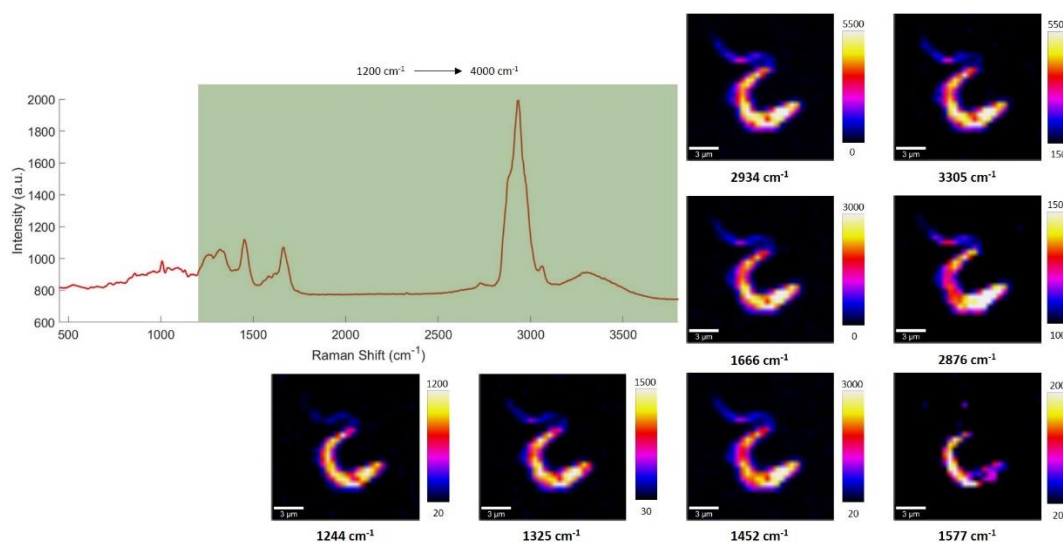 1200 cm⁻¹ → 4000 cm⁻¹
2000
1800
1600
1400
1200
1000
800
600
Intensity (a.u.)
500 1000 1500 2000 2500 3000 3500
Raman Shift (cm⁻¹)
5500
3 μm
0
2934 cm⁻¹
3 μm
3305 cm⁻¹
3000
3 μm
0
1666 cm⁻¹
3 μm
2876 cm⁻¹
1200
3 μm
20
1244 cm⁻¹
1500
3 μm
30
1325 cm⁻¹
3000
3 μm
20
1452 cm⁻¹
3 μm
1577 cm⁻¹